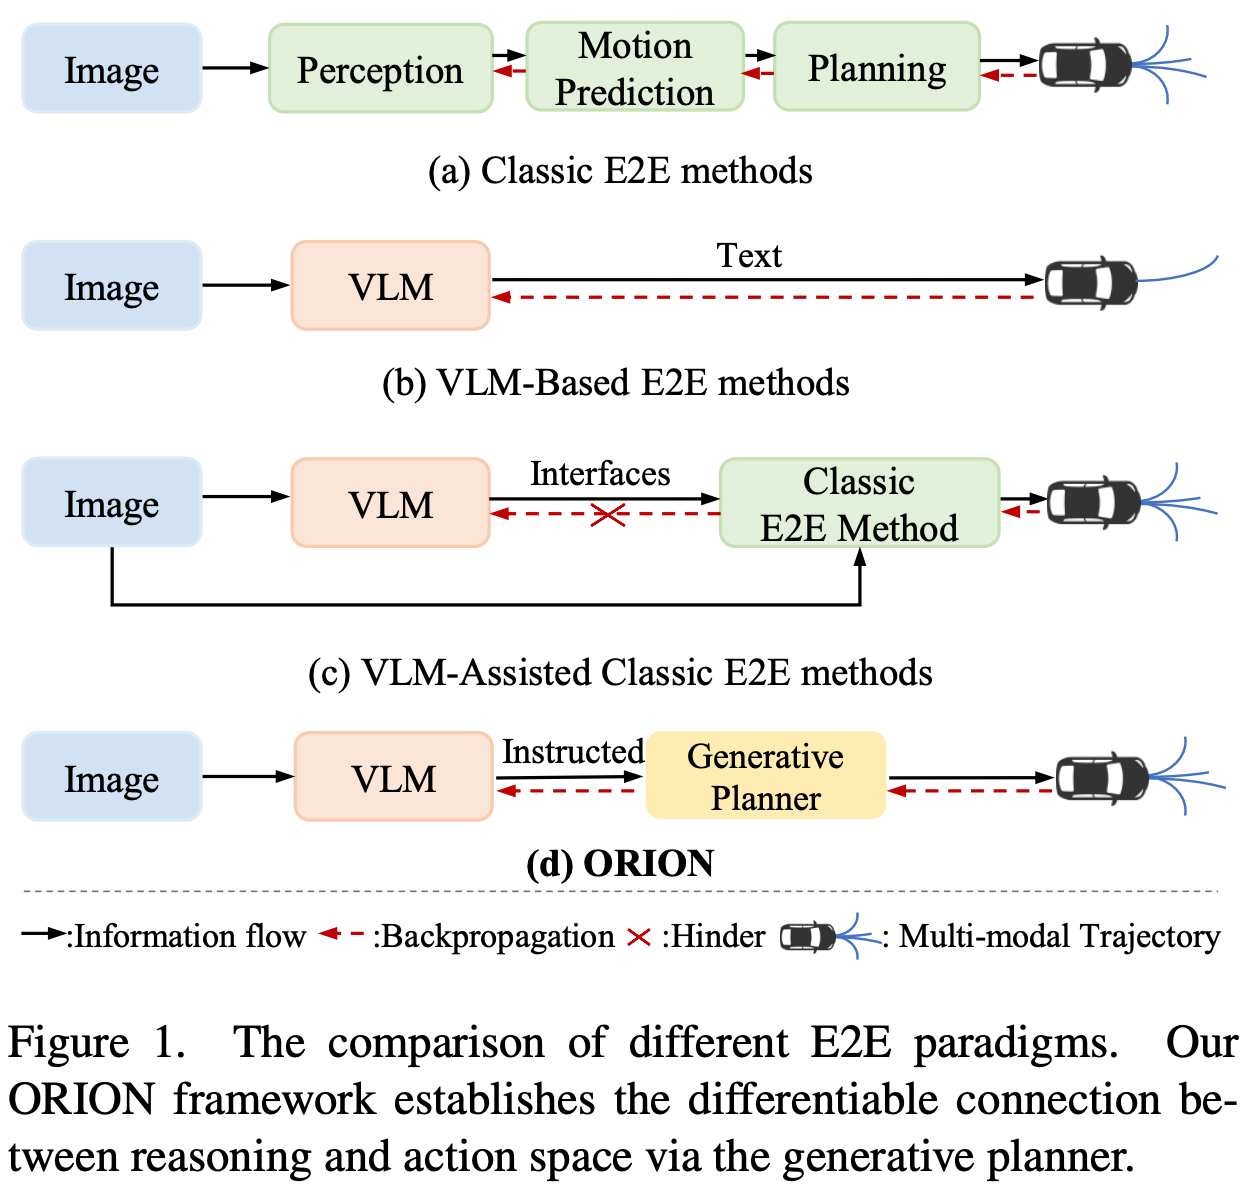 Image
Perception
Motion
Prediction
Planning
(a) Classic E2E methods
Image
VLM
Text
(b) VLM-Based E2E methods
Image
VLM
Interfaces
Classic
E2E Method
(c) VLM-Assisted Classic E2E methods
Image
VLM
Instructed
Generative
Planner
(d) ORION
:Information flow :Backpropagation :Hinder : Multi-modal Trajectory
Figure 1. The comparison of different E2E paradigms. Our
ORION framework establishes the differentiable connection be-
tween reasoning and action space via the generative planner.